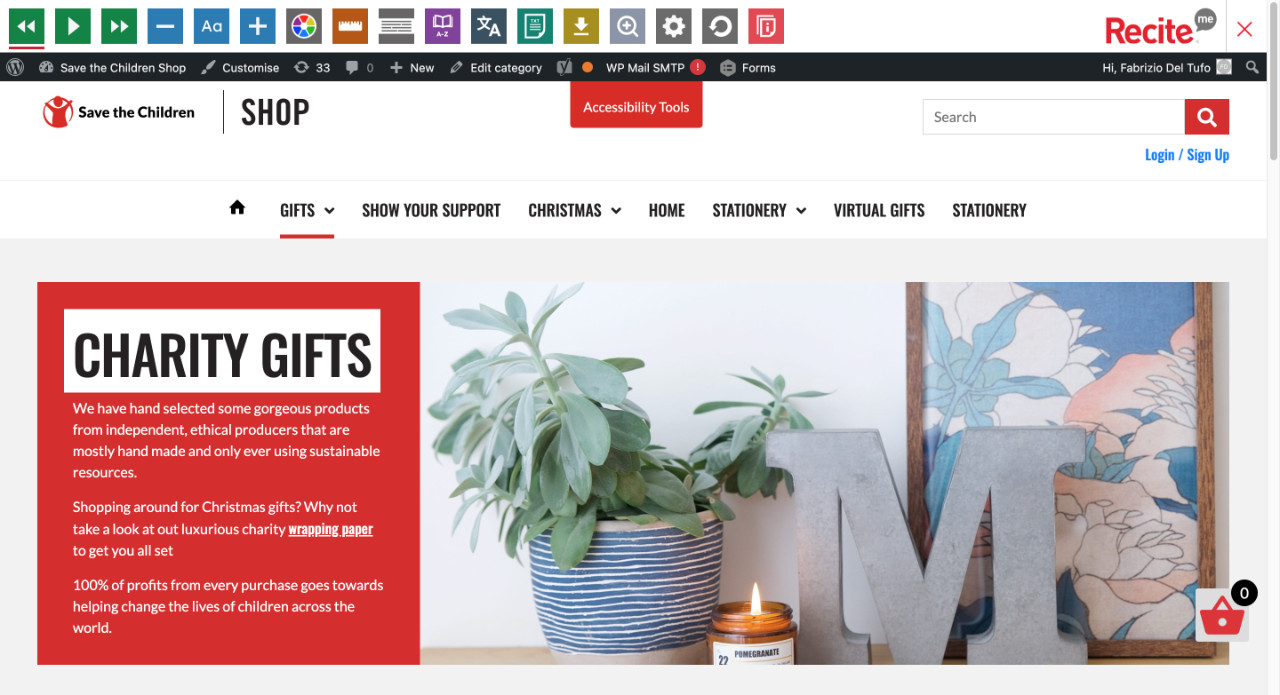 Aa
A-Z
TXT
Recite me
Save the Children Shop Customise 33 0 New Edit category WP Mail SMTP ! Forms Hi, Fabrizio Del Tufo
Save the Children SHOP
Accessibility Tools
Search
Login / Sign Up
GIFTS SHOW YOUR SUPPORT CHRISTMAS HOME STATIONERY VIRTUAL GIFTS STATIONERY
CHARITY GIFTS
We have hand selected some gorgeous products
from independent, ethical producers that are
mostly hand made and only ever using sustainable
resources.
Shopping around for Christmas gifts? Why not
take a look at out luxurious charity wrapping paper
to get you all set
100% of profits from every purchase goes towards
helping change the lives of children across the
world.
M
22 POMEGRANATE
0